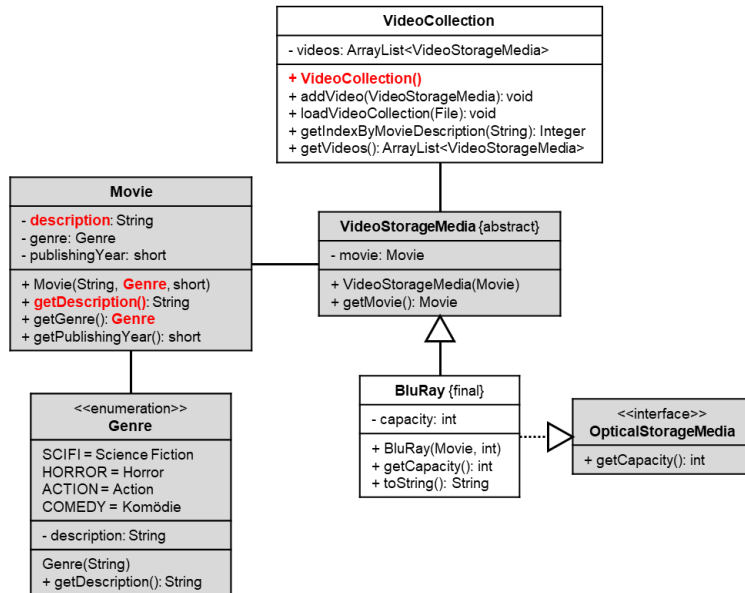 VideoCollection
- videos: ArrayList<VideoStorageMedia>
+ VideoCollection()
+ addVideo(VideoStorageMedia): void
+ loadVideoCollection(File): void
+ getIndexByMovieDescription(String): Integer
+ getVideos(): ArrayList<VideoStorageMedia>
Movie
- description: String
- genre: Genre
- publishingYear: short
+ Movie(String, Genre, short)
+ getDescription(): String
+ getGenre(): Genre
+ getPublishingYear(): short
VideoStorageMedia {abstract}
- movie: Movie
+ VideoStorageMedia(Movie)
+ getMovie(): Movie
<<enumeration>>
Genre
SCIFI = Science Fiction
HORROR = Horror
ACTION = Action
COMEDY = Komödie
- description: String
Genre(String)
+ getDescription(): String
BluRay {final}
- capacity: int
+ BluRay(Movie, int)
+ getCapacity(): int
+ toString(): String
<<interface>>
OpticalStorageMedia
+ getCapacity(): int